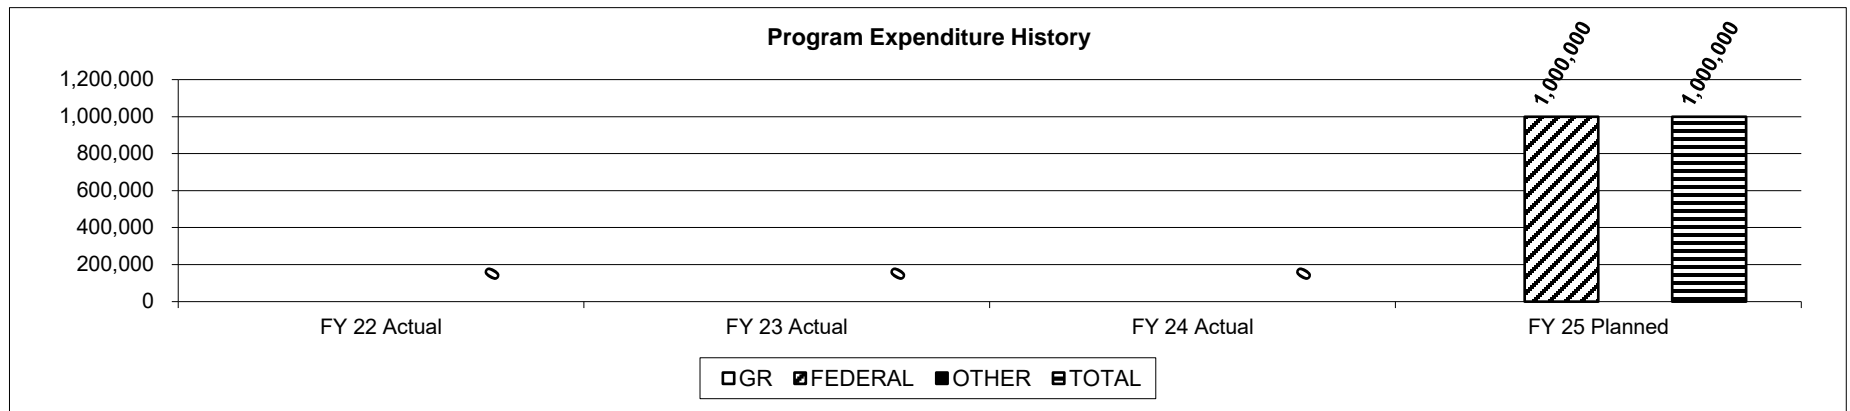 Program Expenditure History
1,000,000
1,000,000
1,200,000
1,000,000
800,000
600,000
400,000
200,000
0
0
0
0
FY 22 Actual
FY 23 Actual
FY 24 Actual
FY 25 Planned
GR FEDERAL OTHER TOTAL